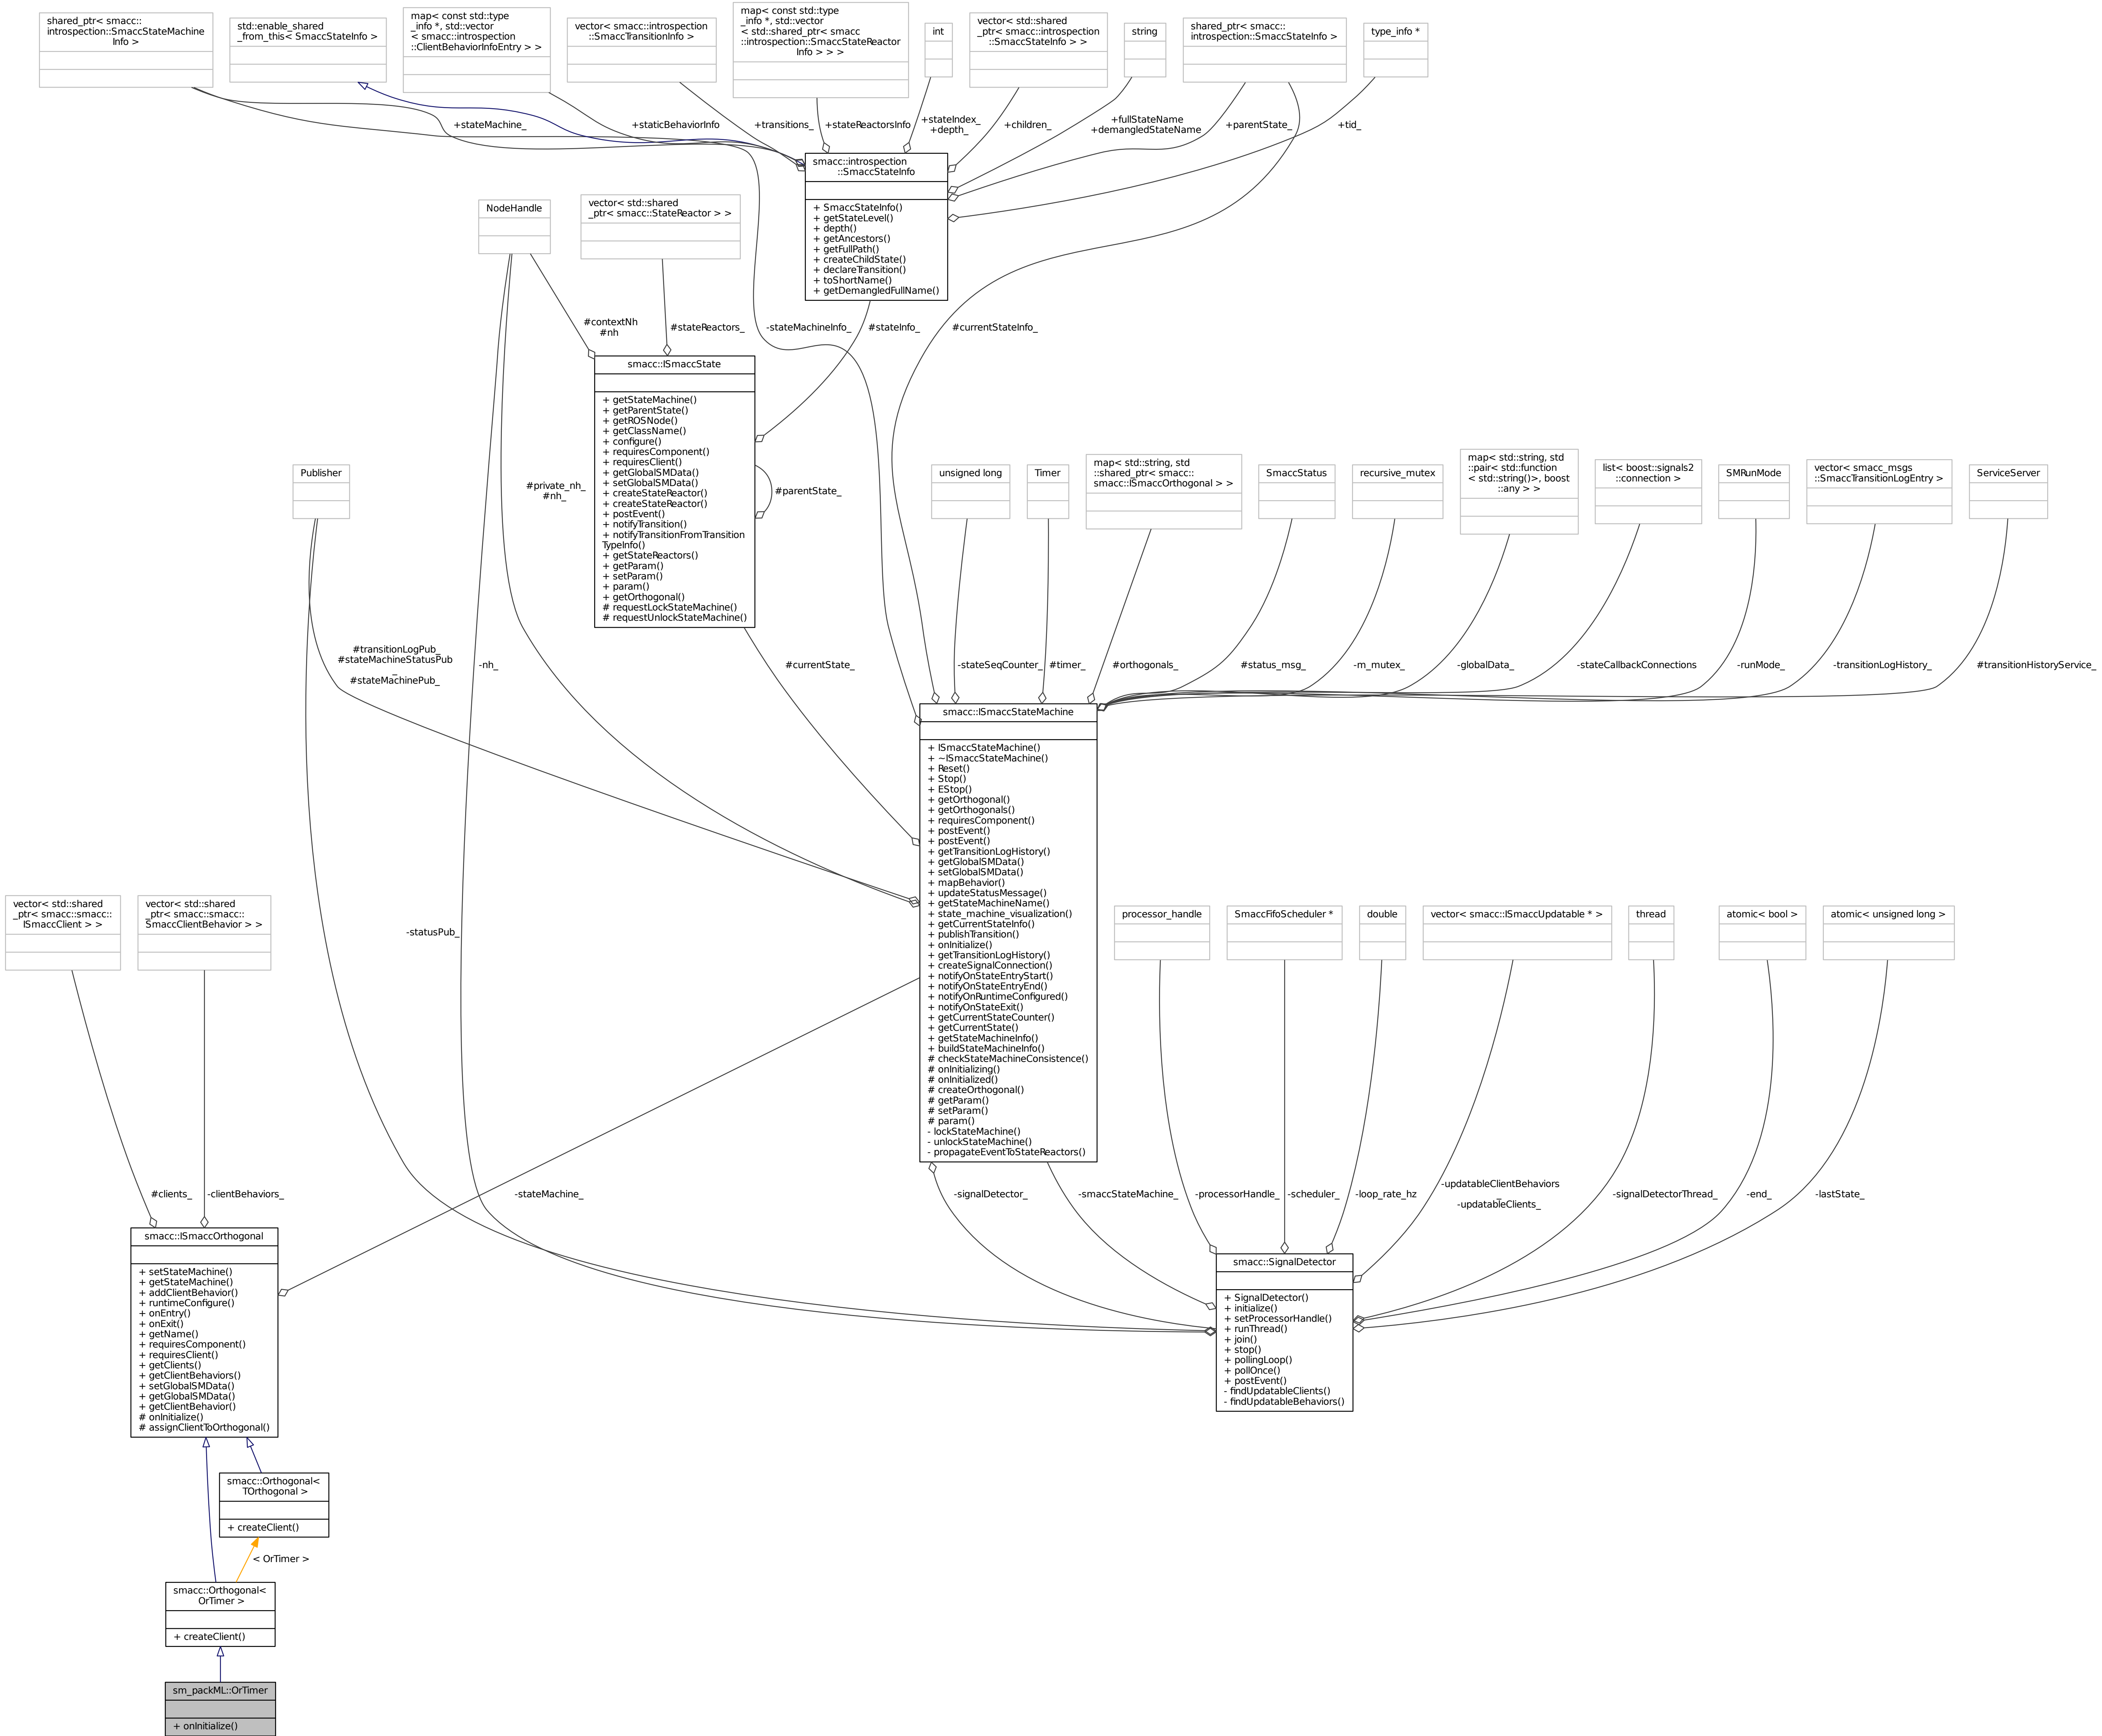 shared_ptr< smacc::
introspection::SmaccStateMachine
Info >
std::enable_shared
_from_this< SmaccStateInfo >
map< const std::type
_info *, std::vector
< smacc::introspection
::ClientBehaviorInfoEntry > >
vector< smacc::introspection
::SmaccTransitionInfo >
map< const std::type
_info *, std::vector
< std::shared_ptr< smacc
::introspection::SmaccStateReactor
Info > > >
int
vector< std::shared
_ptr< smacc::introspection
::SmaccStateInfo > >
string
shared_ptr< smacc::
introspection::SmaccStateInfo >
type_info *
+stateMachine_
+staticBehaviorInfo
+transitions_
+stateReactorsInfo
+stateIndex_
+depth_
+children_
+fullStateName
+demangledStateName
+parentState_
+tid_
smacc::introspection
::SmaccStateInfo
+ SmaccStateInfo()
+ getStateLevel()
+ depth()
+ getAncestors()
+ getFullPath()
+ createChildState()
+ declareTransition()
+ toShortName()
+ getDemangledFullName()
NodeHandle
vector< std::shared
_ptr< smacc::StateReactor > >
#contextNh
#nh
#stateReactors_
-stateMachineInfo_
#stateInfo_
#currentStateInfo_
smacc::ISmaccState
+ getStateMachine()
+ getParentState()
+ getROSNode()
+ getClassName()
+ configure()
+ requiresComponent()
+ requiresClient()
+ getGlobalSMData()
+ setGlobalSMData()
+ createStateReactor()
+ createStateReactor()
+ postEvent()
+ notifyTransition()
+ notifyTransitionFromTransition
TypeInfo()
+ getStateReactors()
+ getParam()
+ setParam()
+ param()
+ getOrthogonal()
# requestLockStateMachine()
# requestUnlockStateMachine()
#parentState_
#private_nh_
#nh_
Publisher
unsigned long
Timer
map< std::string, std
::shared_ptr< smacc::
smacc::ISmaccOrthogonal > >
SmaccStatus
recursive_mutex
map< std::string, std
::pair< std::function
< std::string()>, boost
::any > >
list< boost::signals2
::connection >
SMRunMode
vector< smacc_msgs
::SmaccTransitionLogEntry >
ServiceServer
#transitionLogPub_
#stateMachineStatusPub
_
#stateMachinePub_
-nh_
#currentState_
-stateSeqCounter_
#timer_
#orthogonals_
#status_msg_
-m_mutex_
-globalData_
-stateCallbackConnections
-runMode_
-transitionLogHistory_
#transitionHistoryService_
smacc::ISmaccStateMachine
+ ISmaccStateMachine()
+ ~ISmaccStateMachine()
+ Reset()
+ Stop()
+ EStop()
+ getOrthogonal()
+ getOrthogonals()
+ requiresComponent()
+ postEvent()
+ postEvent()
+ getTransitionLogHistory()
+ getGlobalSMData()
+ setGlobalSMData()
+ mapBehavior()
+ updateStatusMessage()
+ getStateMachineName()
+ state_machine_visualization()
+ getCurrentStateInfo()
+ publishTransition()
+ onInitialize()
+ getTransitionLogHistory()
+ createSignalConnection()
+ notifyOnStateEntryStart()
+ notifyOnStateEntryEnd()
+ notifyOnRuntimeConfigured()
+ notifyOnStateExit()
+ getCurrentStateCounter()
+ getCurrentState()
+ getStateMachineInfo()
+ buildStateMachineInfo()
# checkStateMachineConsistence()
# onInitializing()
# onInitialized()
# createOrthogonal()
# getParam()
# setParam()
# param()
- lockStateMachine()
- unlockStateMachine()
- propagateEventToStateReactors()
vector< std::shared
_ptr< smacc::smacc::
ISmaccClient > >
vector< std::shared
_ptr< smacc::smacc::
SmaccClientBehavior > >
-statusPub_
processor_handle
SmaccFifoScheduler *
double
vector< smacc::ISmaccUpdatable * >
thread
atomic< bool >
atomic< unsigned long >
#clients_
-clientBehaviors_
-stateMachine_
-signalDetector_
-smaccStateMachine_
-processorHandle_
-scheduler_
-loop_rate_hz
-updatableClientBehaviors
_
-updatableClients_
-signalDetectorThread_
-end_
-lastState_
smacc::ISmaccOrthogonal
+ setStateMachine()
+ getStateMachine()
+ addClientBehavior()
+ runtimeConfigure()
+ onEntry()
+ onExit()
+ getName()
+ requiresComponent()
+ requiresClient()
+ getClients()
+ getClientBehaviors()
+ setGlobalSMData()
+ getGlobalSMData()
+ getClientBehavior()
# onInitialize()
# assignClientToOrthogonal()
smacc::SignalDetector
+ SignalDetector()
+ initialize()
+ setProcessorHandle()
+ runThread()
+ join()
+ stop()
+ pollingLoop()
+ pollOnce()
+ postEvent()
- findUpdatableClients()
- findUpdatableBehaviors()
smacc::Orthogonal<
TOrthogonal >
+ createClient()
< OrTimer >
smacc::Orthogonal<
OrTimer >
+ createClient()
sm_packML::OrTimer
+ onInitialize()